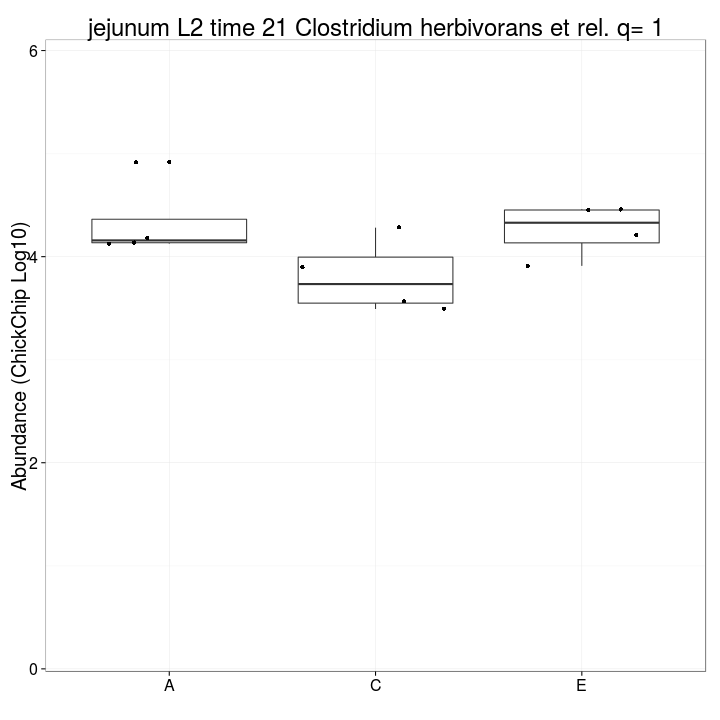 jejunum L2 time 21 Clostridium herbivorans et rel. q= 1
Abundance (ChickChip Log10)
6
4
2
0
A C E